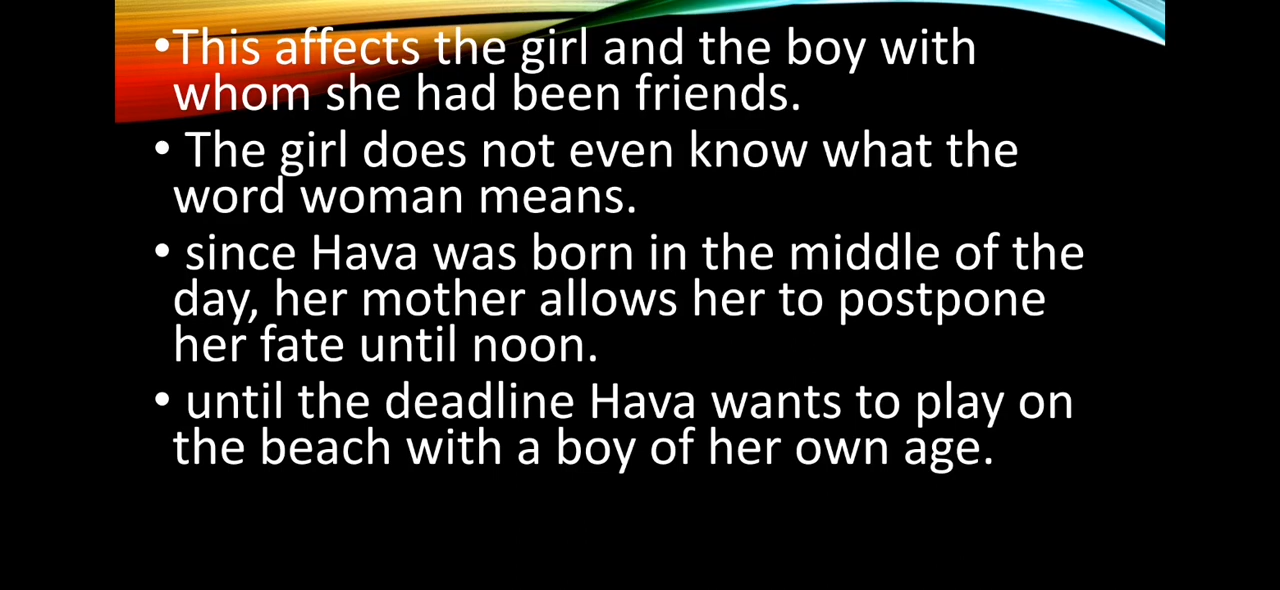 •This affects the girl and the boy with
whom she had been friends.
• The girl does not even know what the
word woman means.
• since Hava was born in the middle of the
day, her mother allows her to postpone
her fate until noon.
• until the deadline Hava wants to play on
the beach with a boy of her own age.